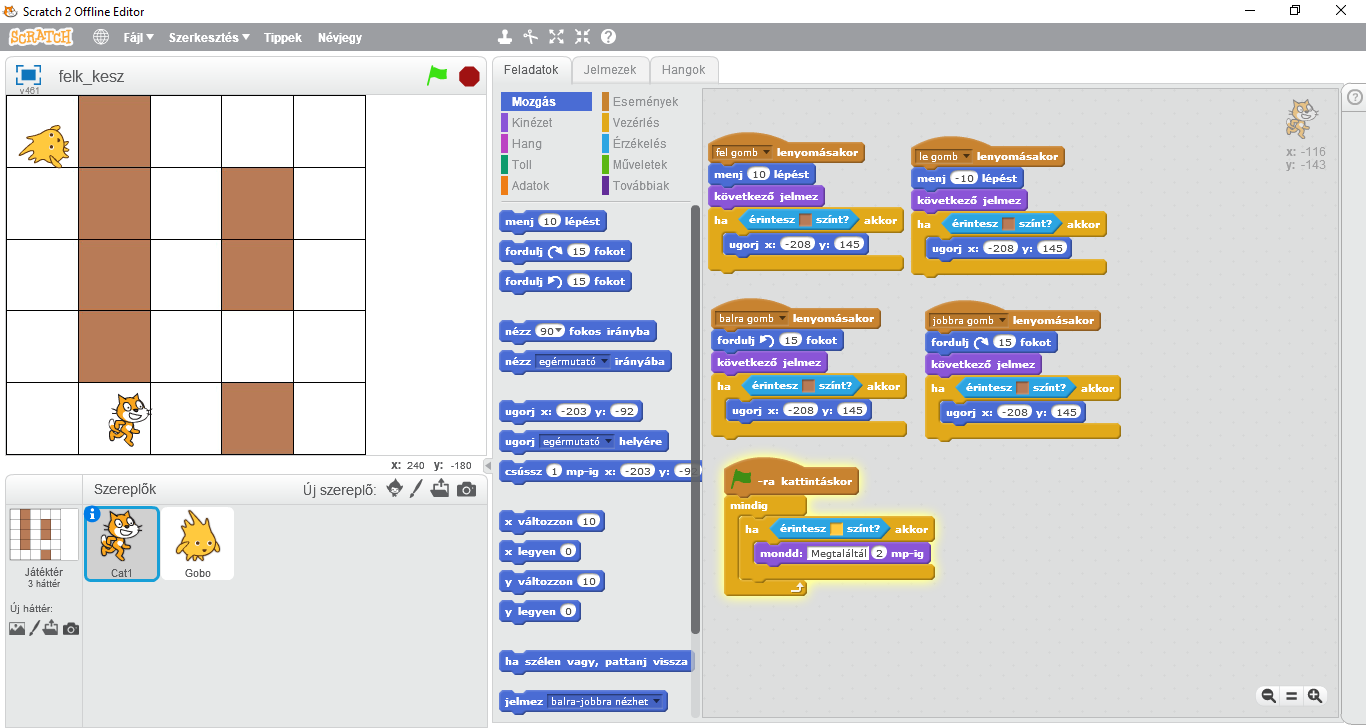 Scratch 2 Offline Editor
SCRATCH Fájl Szerkesztés Tippek Névjegy
felk_kesz
v461
x: 240 y: -180
Szereplők Új szereplő:
Játéktér
3 háttér
Új háttér:
Cat1
Gobo
Feladatok Jelmezek Hangok
Mozgás Események
Kinézet Vezérlés
Hang Érzékelés
Toll Műveletek
Adatok Továbbiak
menj 10 lépést
fordulj 15 fokot
fordulj 15 fokot
nézz 90 fokos irányba
nézz egérmutató irányába
ugorj x: -203 y: -92
ugorj egérmutató helyére
csússz 1 mp-ig x: -203 y: -92
x változzon 10
x legyen 0
y változzon 10
y legyen 0
ha szélen vagy, pattanj vissza
jelmez balra-jobbra nézhet
fel gomb lenyomásakor
menj 10 lépést
következő jelmez
ha érintesz színt? akkor
ugorj x: -208 y: 145
le gomb lenyomásakor
menj -10 lépést
következő jelmez
ha érintesz színt? akkor
ugorj x: -208 y: 145
balra gomb lenyomásakor
fordulj 15 fokot
következő jelmez
ha érintesz színt? akkor
ugorj x: -208 y: 145
jobbra gomb lenyomásakor
fordulj 15 fokot
következő jelmez
ha érintesz színt? akkor
ugorj x: -208 y: 145
-ra kattintáskor
mindig
ha érintesz színt? akkor
mondd: Megtaláltál 2 mp-ig
x: -116
y: -143